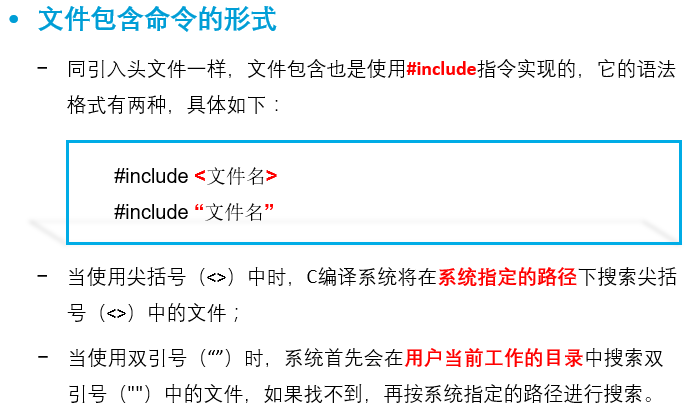 • 文件包含命令的形式
– 同引入头文件一样，文件包含也是使用#include指令实现的，它的语法
格式有两种，具体如下：
#include <文件名>
#include “文件名”
– 当使用尖括号（<>）中时，C编译系统将在系统指定的路径下搜索尖括
号（<>）中的文件；
– 当使用双引号（“”）时，系统首先会在用户当前工作的目录中搜索双
引号（""）中的文件，如果找不到，再按系统指定的路径进行搜索。